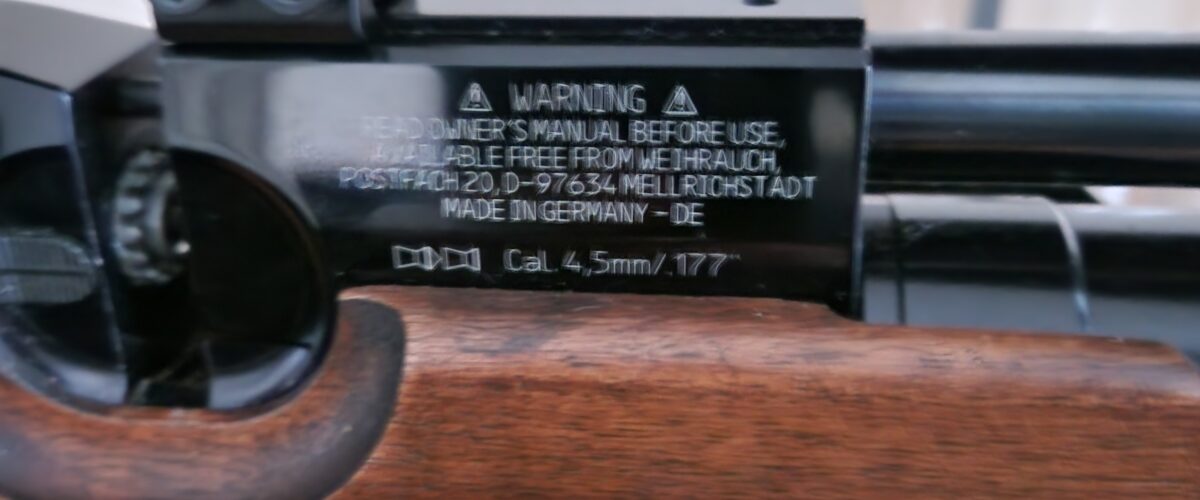 WARNING
READ OWNER'S MANUAL BEFORE USE,
AVAILABLE FREE FROM WEIHRAUCH,
POSTFACH 20, D-97634 MELLRICHSTADT
MADE IN GERMANY - DE
Cal. 4,5mm/.177"